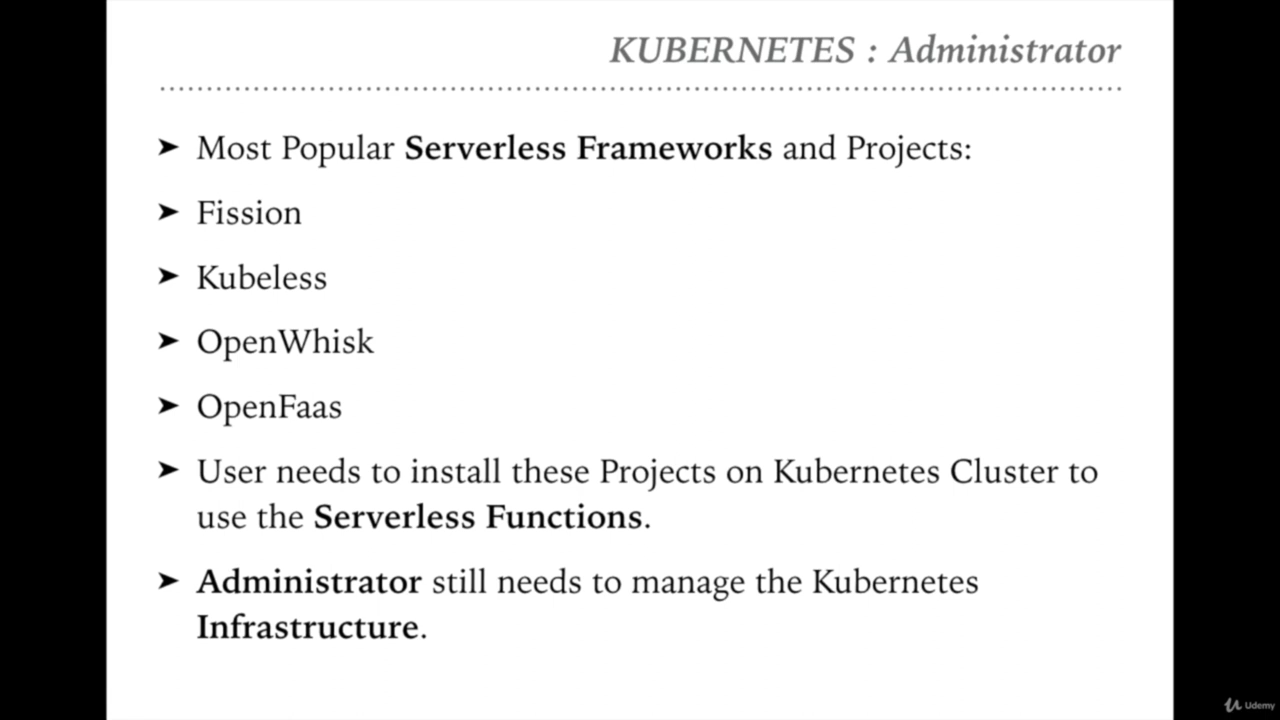 KUBERNETES : Administrator
➤ Most Popular Serverless Frameworks and Projects:
➤ Fission
➤ Kubeless
➤ OpenWhisk
➤ OpenFaas
➤ User needs to install these Projects on Kubernetes Cluster to
use the Serverless Functions.
➤ Administrator still needs to manage the Kubernetes
Infrastructure.
Udemy